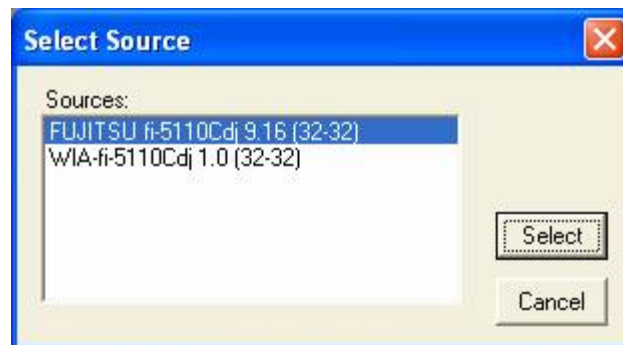 Select Source
Sources:
FUJITSU fi-5110Cdj 9.16 (32-32)
WIA-fi-5110Cdj 1.0 (32-32)
Select
Cancel